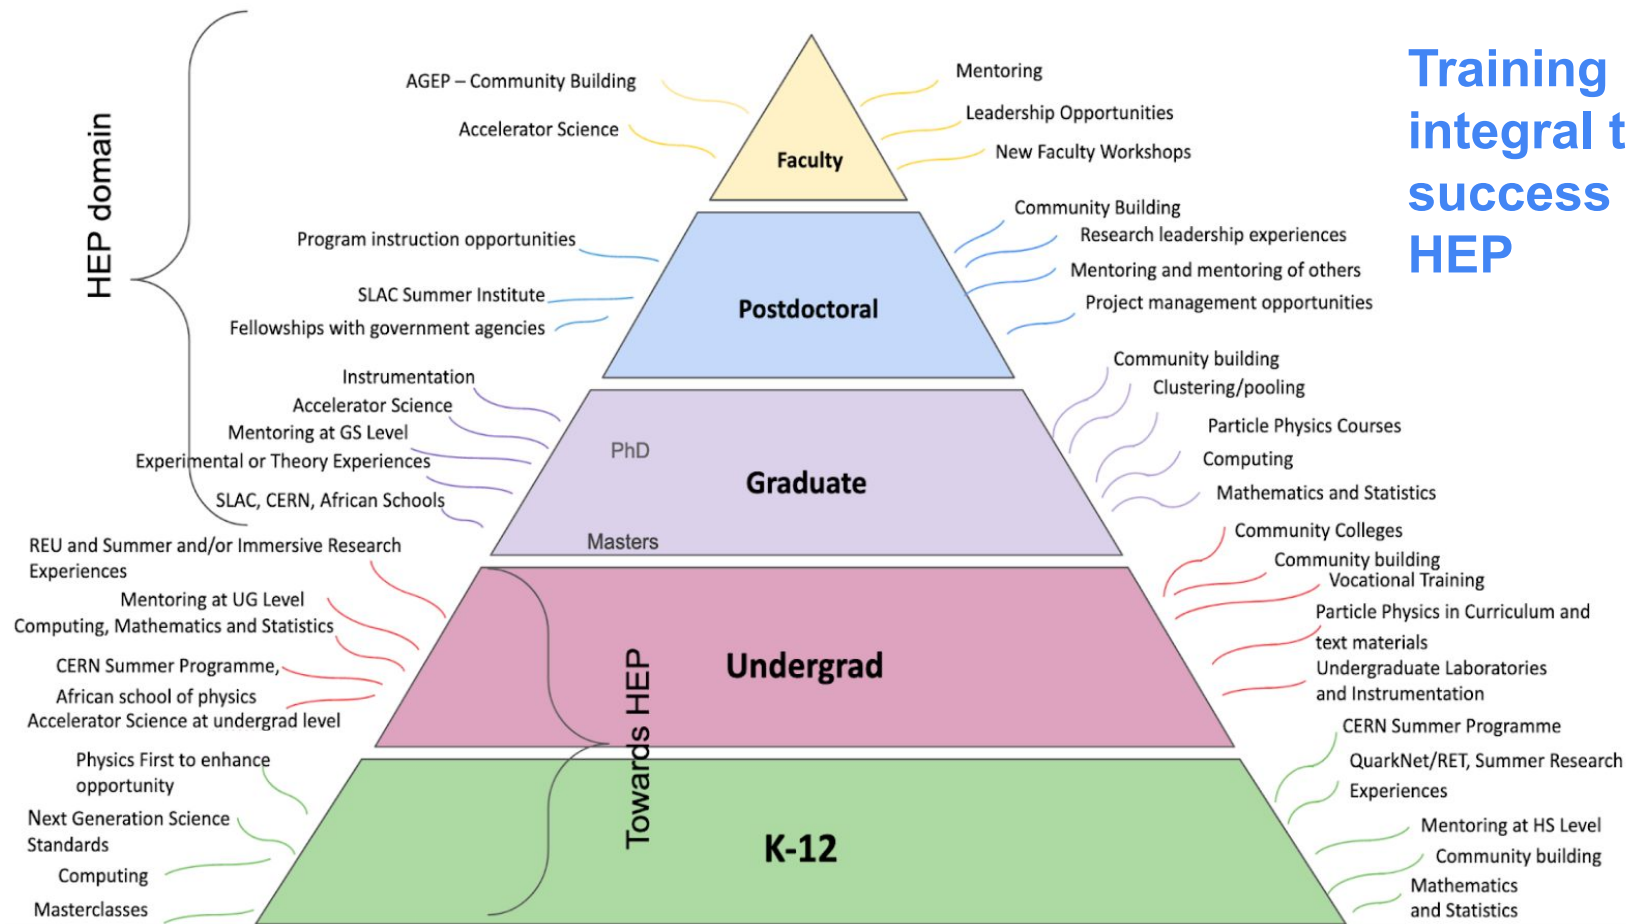 Training
integral t
success
HEP
HEP domain
AGEP – Community Building
Accelerator Science
Faculty
Mentoring
Leadership Opportunities
New Faculty Workshops
Program instruction opportunities
SLAC Summer Institute
Fellowships with government agencies
Postdoctoral
Community Building
Research leadership experiences
Mentoring and mentoring of others
Project management opportunities
Instrumentation
Accelerator Science
Mentoring at GS Level
Experimental or Theory Experiences
SLAC, CERN, African Schools
PhD
Graduate
Masters
Community building
Clustering/pooling
Particle Physics Courses
Computing
Mathematics and Statistics
REU and Summer and/or Immersive Research
Experiences
Mentoring at UG Level
Computing, Mathematics and Statistics
CERN Summer Programme,
African school of physics
Accelerator Science at undergrad level
Undergrad
Towards HEP
Community Colleges
Community building
Vocational Training
Particle Physics in Curriculum and
text materials
Undergraduate Laboratories
and Instrumentation
Physics First to enhance
opportunity
Next Generation Science
Standards
Computing
Masterclasses
K-12
CERN Summer Programme
QuarkNet/RET, Summer Research
Experiences
Mentoring at HS Level
Community building
Mathematics
and Statistics